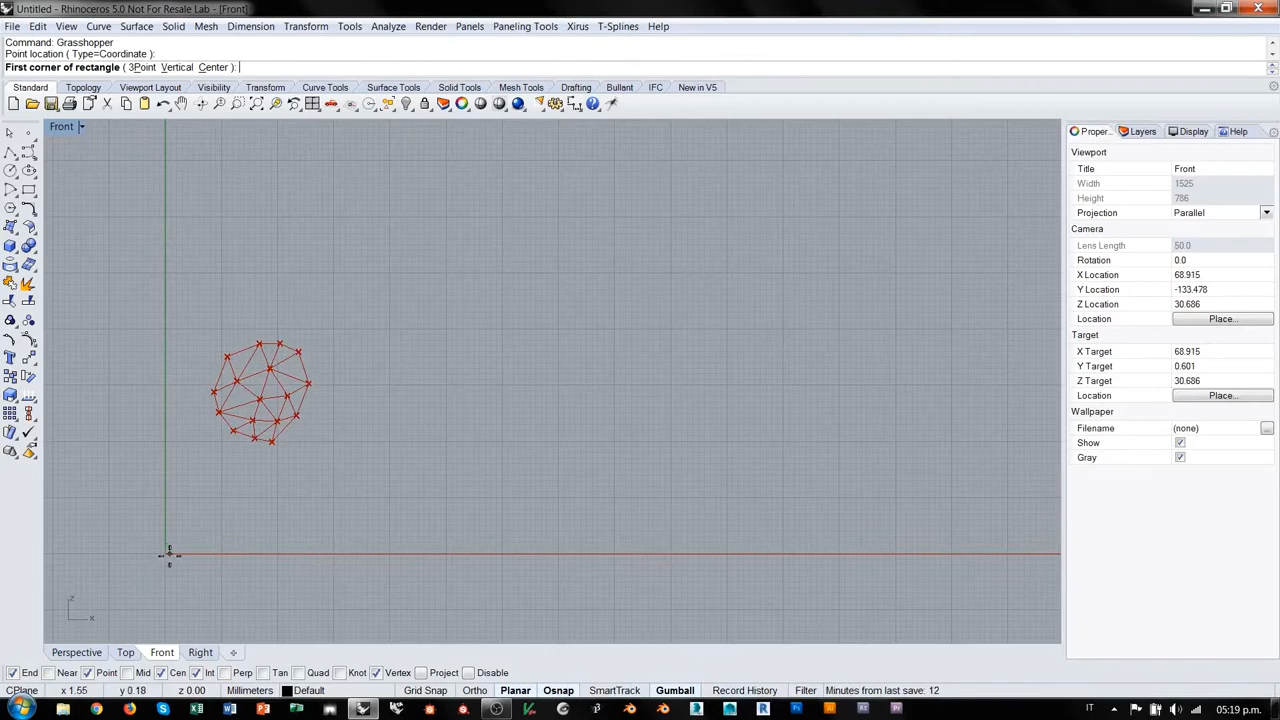 Untitled - Rhinoceros 5.0 Not For Resale Lab - [Front]
File Edit View Curve Surface Solid Mesh Dimension Transform Tools Analyze Render Panels Paneling Tools Xirus T-Splines Help
Command: Grasshopper
Point location ( Type=Coordinate ):
First corner of rectangle ( 3Point Vertical Center ):
Standard Topology Viewport Layout Visibility Transform Curve Tools Surface Tools Solid Tools Mesh Tools Drafting Bullant IFC New in V5
Front
Proper... Layers Display Help
Viewport
Title Front
Width 1525
Height 786
Projection Parallel
Camera
Lens Length 50.0
Rotation 0.0
X Location 68.915
Y Location -133.478
Z Location 30.686
Location Place...
Target
X Target 68.915
Y Target 0.601
Z Target 30.686
Location Place...
Wallpaper
Filename (none) ...
Show
Gray
z
x
Perspective Top Front Right
End Near Point Mid Cen Int Perp Tan Quad Knot Vertex Project Disable
CPlane x 1.55 y 0.18 z 0.00 Millimeters Default Grid Snap Ortho Planar Osnap SmartTrack Gumball Record History Filter Minutes from last save: 12
IT 05:19 p.m.